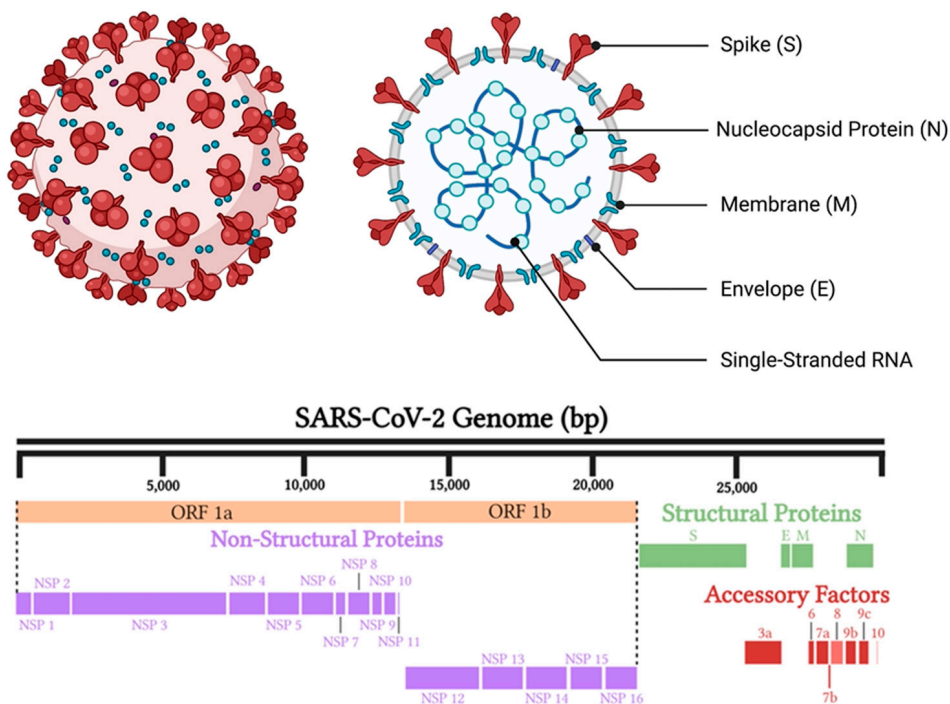 Spike (S)
Nucleocapsid Protein (N)
Membrane (M)
Envelope (E)
Single-Stranded RNA
SARS-CoV-2 Genome (bp)
5,000 10,000 15,000 20,000 25,000
ORF 1a ORF 1b
Structural Proteins
S E M N
Non-Structural Proteins
NSP 8
NSP 2 NSP 4 NSP 6 NSP 10
NSP 1 NSP 3 NSP 5 NSP 9
NSP 7 NSP 11
Accessory Factors
6 8 9c
3a 7a 9b 10
7b
NSP 13 NSP 15
NSP 12 NSP 14 NSP 16